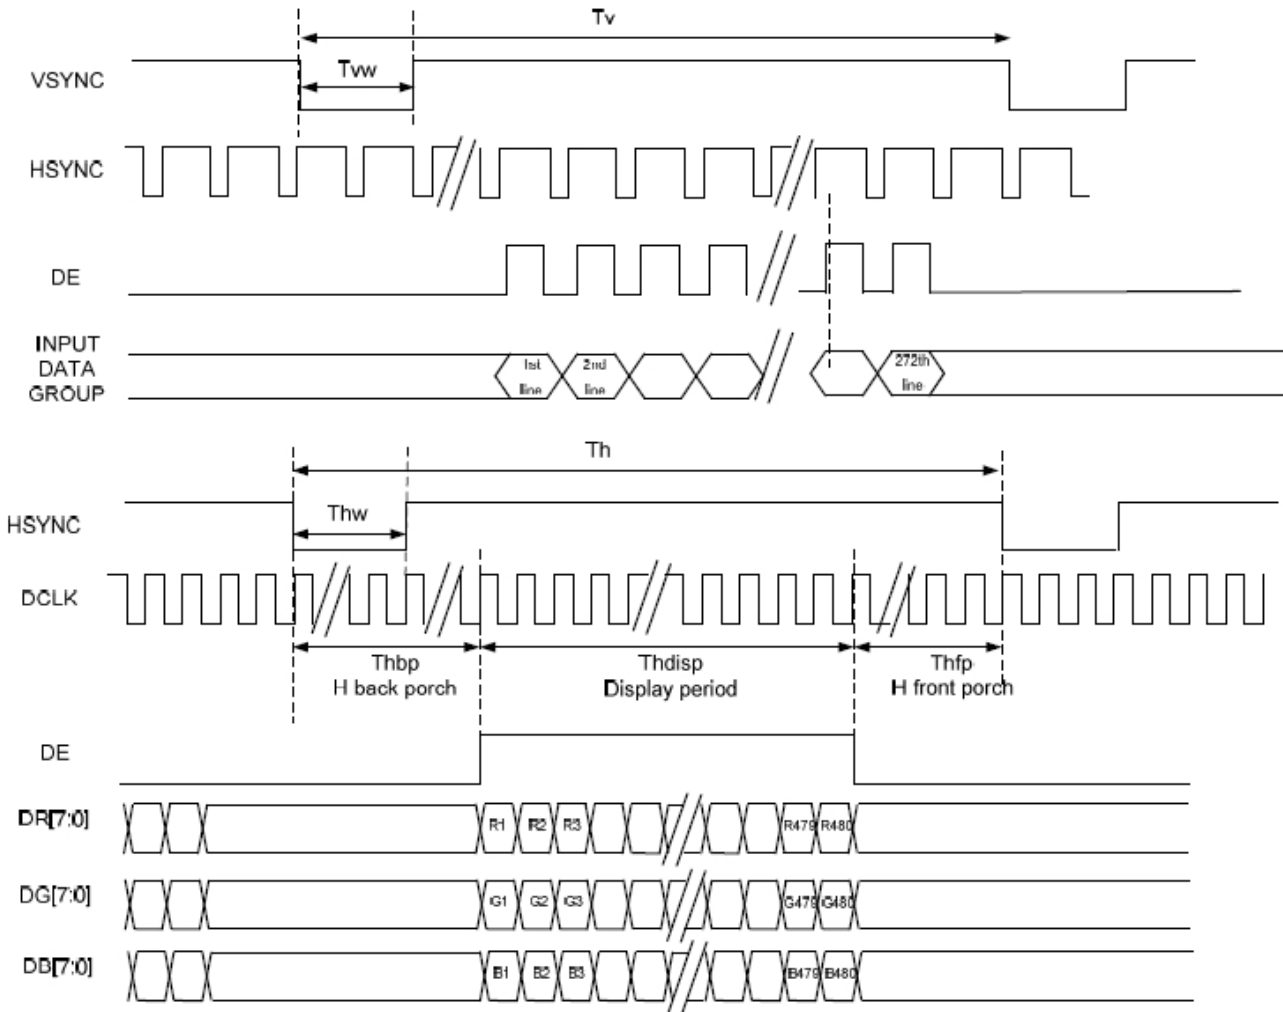 Tv
VSYNC
Tvw
HSYNC
DE
INPUT
DATA
GROUP
1st
line
2nd
line
272th
line
Th
HSYNC
Thw
DCLK
Thbp
H back porch
Thdisp
Display period
Thfp
H front porch
DE
DR[7:0]
R1 R2 R3 R479 R480
DG[7:0]
G1 G2 G3 G479 G480
DB[7:0]
B1 B2 B3 B479 B480